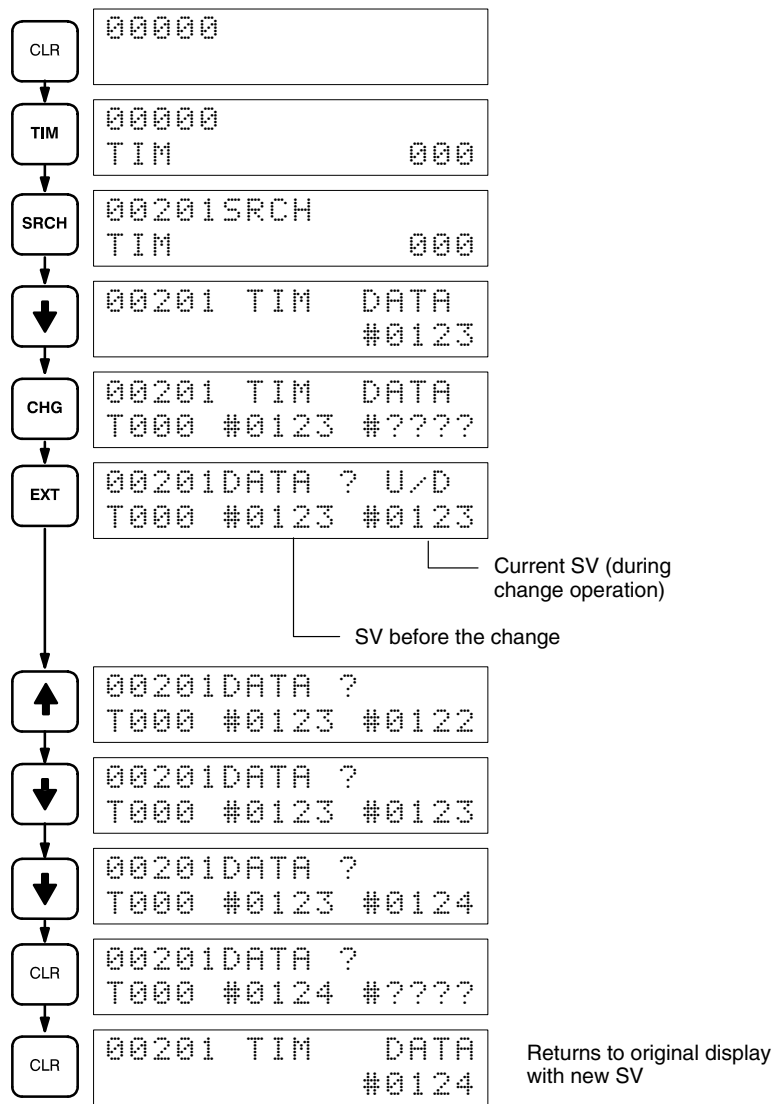 CLR
00000
TIM
00000
TIM 000
SRCH
00201SRCH
TIM 000
00201 TIM DATA
#0123
CHG
00201 TIM DATA
T000 #0123 #????
EXT
00201DATA ? U/D
T000 #0123 #0123
Current SV (during
change operation)
SV before the change
00201DATA ?
T000 #0123 #0122
00201DATA ?
T000 #0123 #0123
00201DATA ?
T000 #0123 #0124
CLR
00201DATA ?
T000 #0124 #????
CLR
00201 TIM DATA
#0124
Returns to original display
with new SV